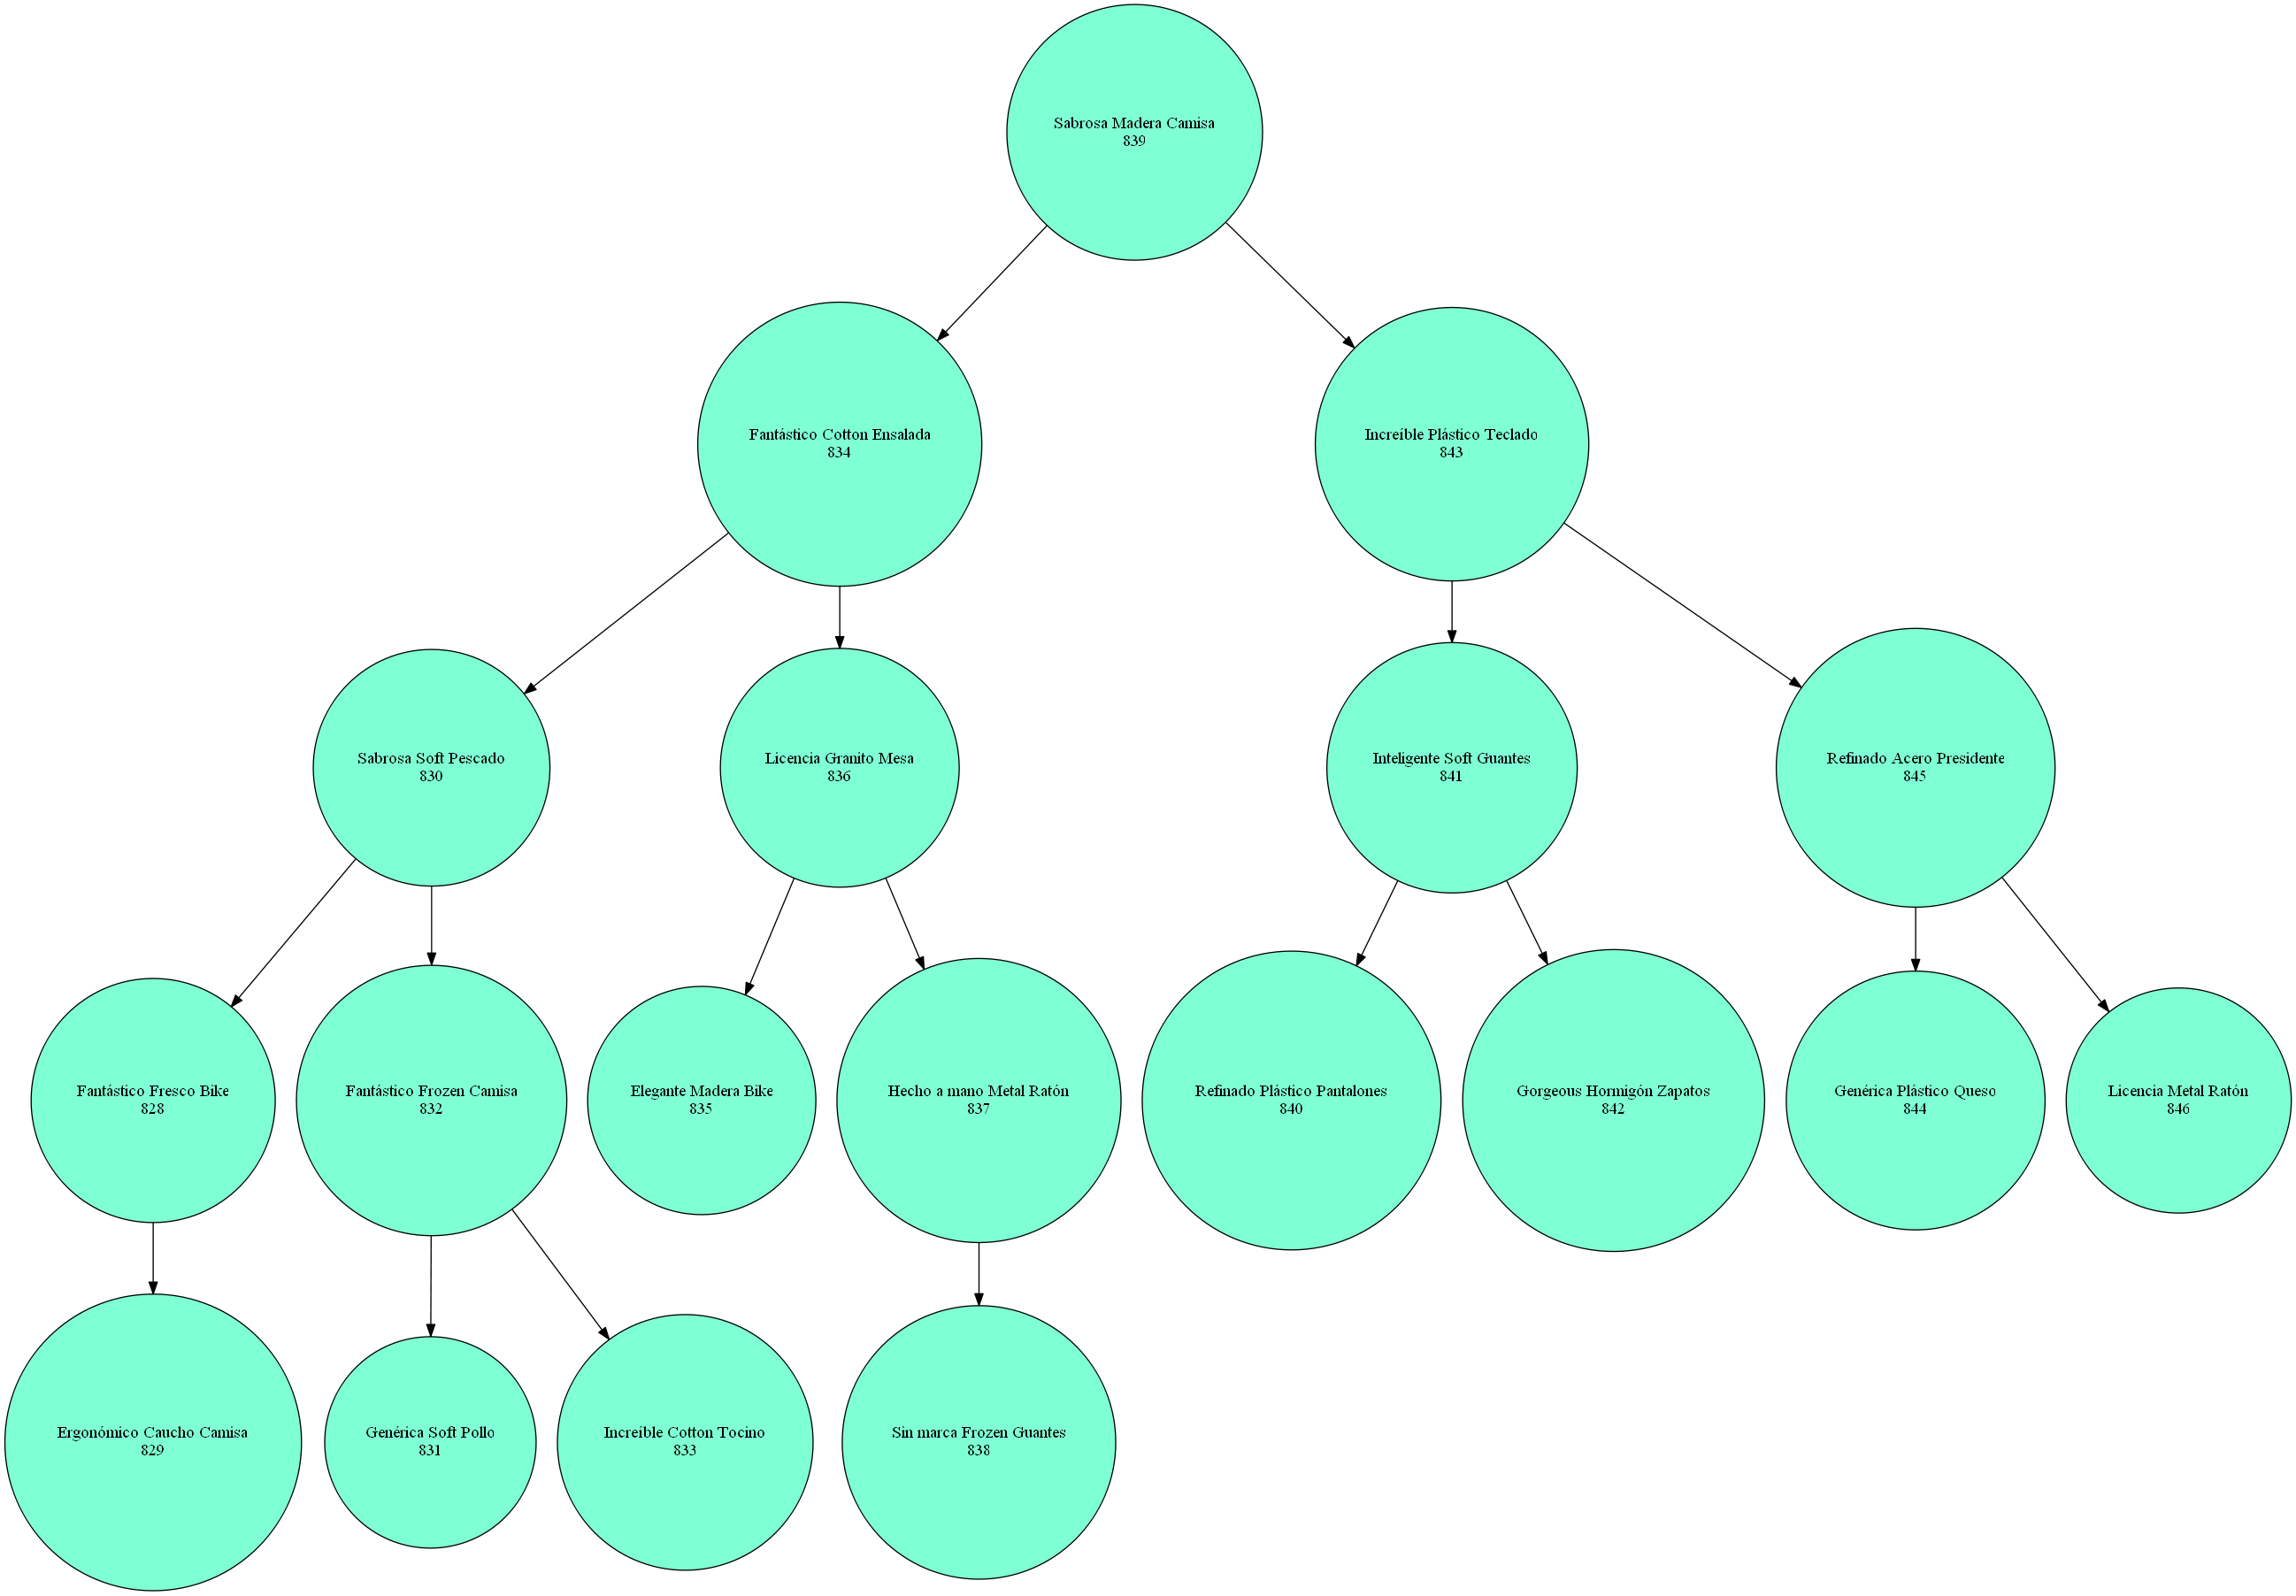 Sabrosa Madera Camisa
839
Fantástico Cotton Ensalada
834
Increíble Plástico Teclado
843
Sabrosa Soft Pescado
830
Licencia Granito Mesa
836
Inteligente Soft Guantes
841
Refinado Acero Presidente
845
Fantástico Fresco Bike
828
Fantástico Frozen Camisa
832
Elegante Madera Bike
835
Hecho a mano Metal Ratón
837
Refinado Plástico Pantalones
840
Gorgeous Hormigón Zapatos
842
Genérica Plástico Queso
844
Licencia Metal Ratón
846
Ergonómico Caucho Camisa
829
Genérica Soft Pollo
831
Increíble Cotton Tocino
833
Sin marca Frozen Guantes
838